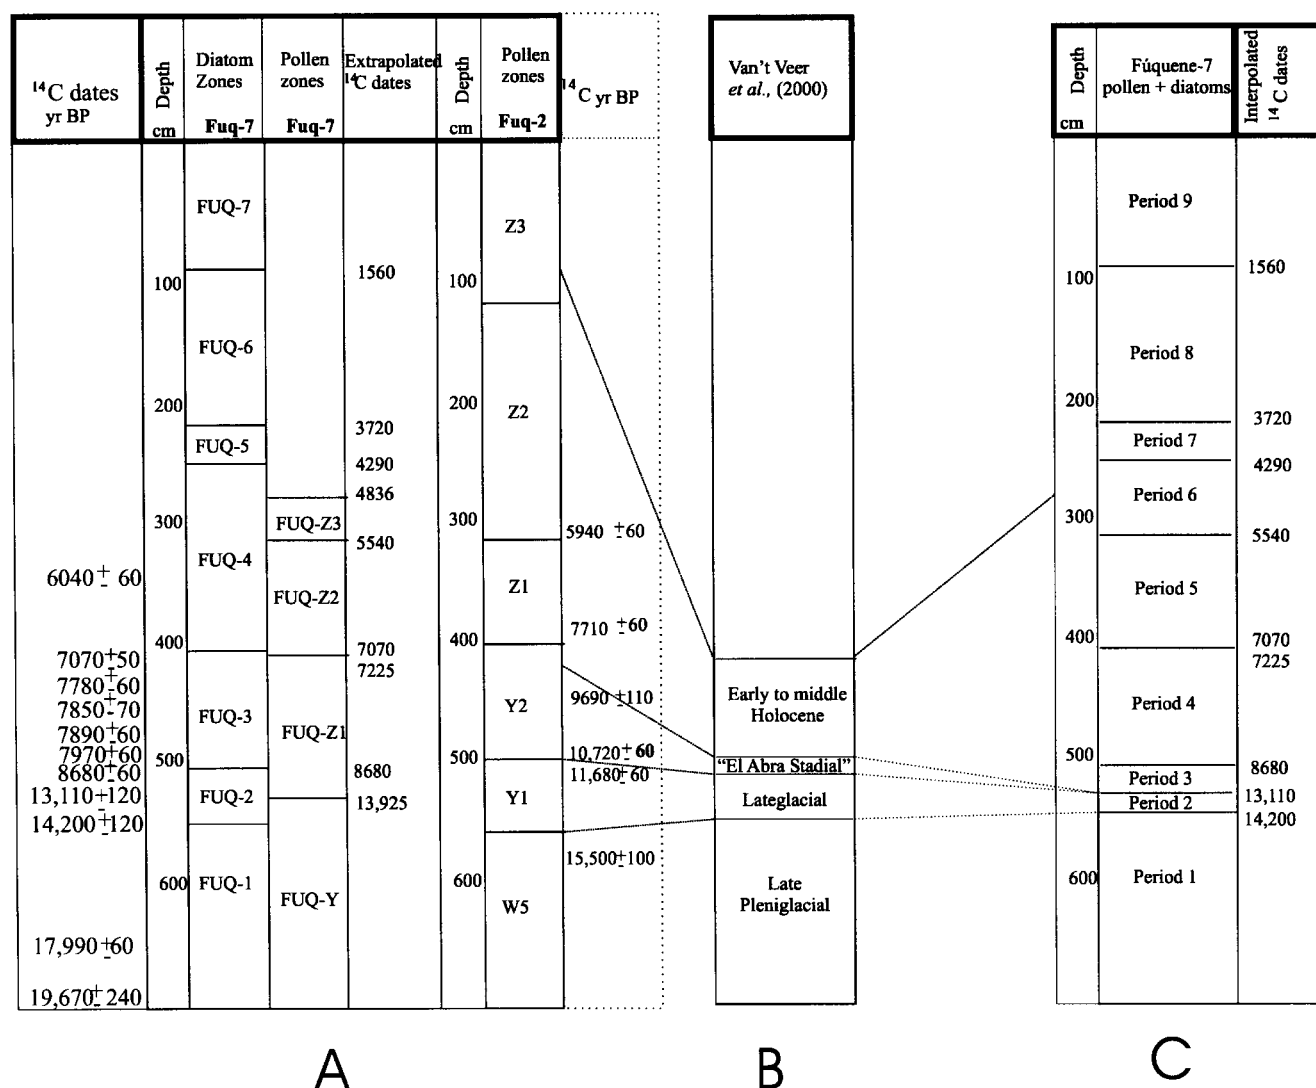 ¹⁴C dates
yr BP
Depth
cm
Diatom
Zones
Fuq-7
Pollen
zones
Fuq-7
Extrapolated
¹⁴C dates
Depth
cm
Pollen
zones
Fuq-2
¹⁴C yr BP
Van't Veer
et al., (2000)
Depth
cm
Fúquene-7
pollen + diatoms
Interpolated
¹⁴C dates
6040 ± 60
7070 ± 50
7780 ± 60
7850 ± 70
7890 ± 60
7970 ± 60
8680 ± 60
13,110 ± 120
14,200 ± 120
17,990 ± 60
19,670 ± 240
100
200
300
400
500
600
FUQ-7
FUQ-6
FUQ-5
FUQ-4
FUQ-3
FUQ-2
FUQ-1
FUQ-Z3
FUQ-Z2
FUQ-Z1
FUQ-Y
1560
3720
4290
4836
5540
7070
7225
8680
13,925
100
200
300
400
500
600
Z3
Z2
Z1
Y2
Y1
W5
5940 ± 60
7710 ± 60
9690 ± 110
10,720 ± 60
11,680 ± 60
15,500 ± 100
Early to middle
Holocene
“El Abra Stadial”
Lateglacial
Late
Pleniglacial
100
200
300
400
500
600
Period 9
Period 8
Period 7
Period 6
Period 5
Period 4
Period 3
Period 2
Period 1
1560
3720
4290
5540
7070
7225
8680
13,110
14,200
A
B
C